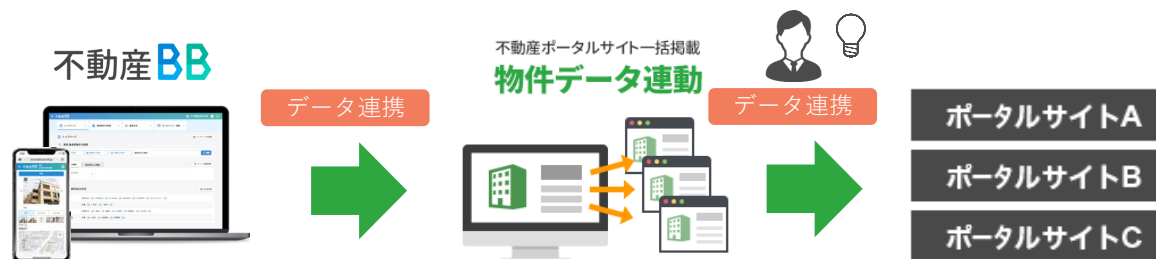 不動産BB
データ連携
不動産ポータルサイト一括掲載
物件データ連動
データ連携
ポータルサイトA
ポータルサイトB
ポータルサイトC